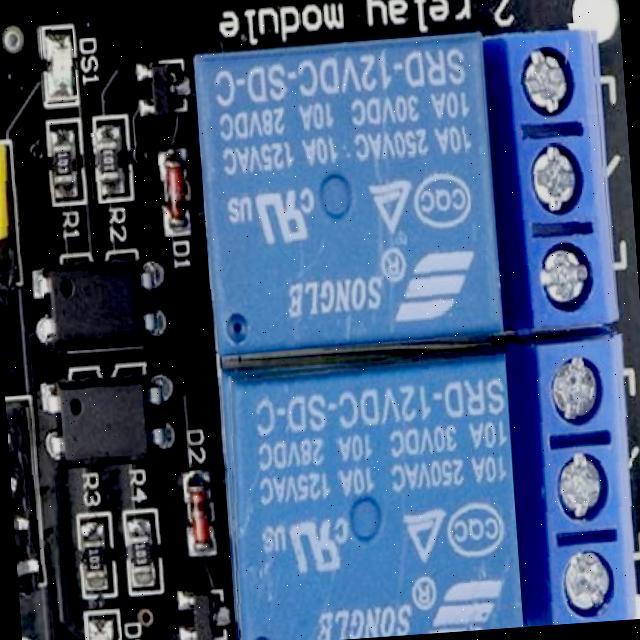 2 relay module
SRD-12VDC-SD-C
10A 30VDC 10A 28VDC
10A 250VAC 10A 125VAC
CQC c us
SONGLE
®
SRD-12VDC-SD-C
10A 30VDC 10A 28VDC
10A 250VAC 10A 125VAC
CQC c us
SONGLE
®
DS1
R1
R2
D1
D2
R3
R4